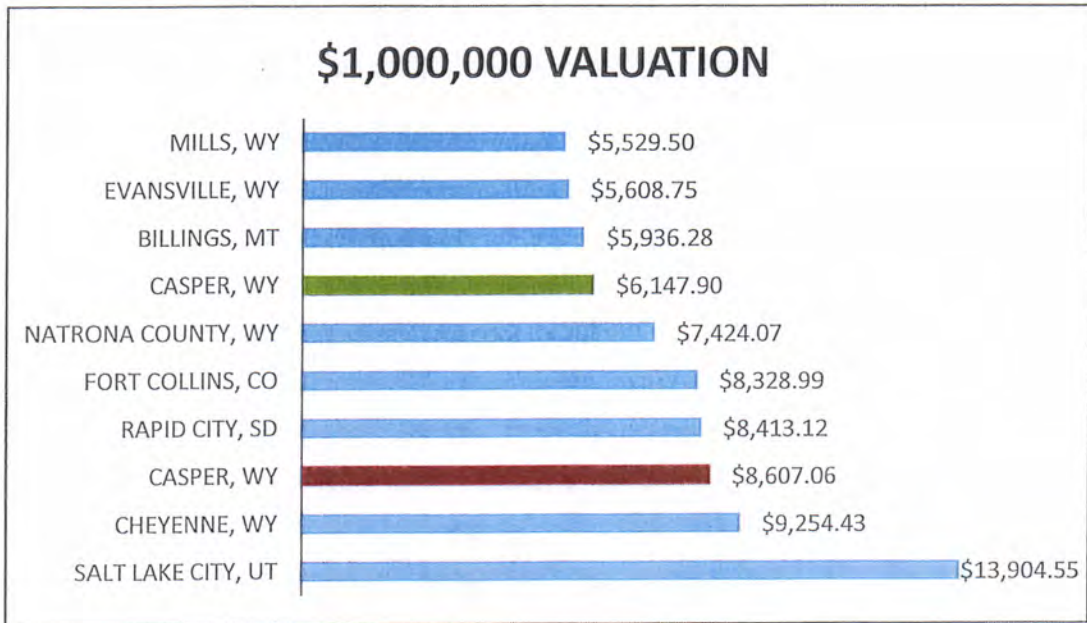 $1,000,000 VALUATION
MILLS, WY $5,529.50
EVANSVILLE, WY $5,608.75
BILLINGS, MT $5,936.28
CASPER, WY $6,147.90
NATRONA COUNTY, WY $7,424.07
FORT COLLINS, CO $8,328.99
RAPID CITY, SD $8,413.12
CASPER, WY $8,607.06
CHEYENNE, WY $9,254.43
SALT LAKE CITY, UT $13,904.55